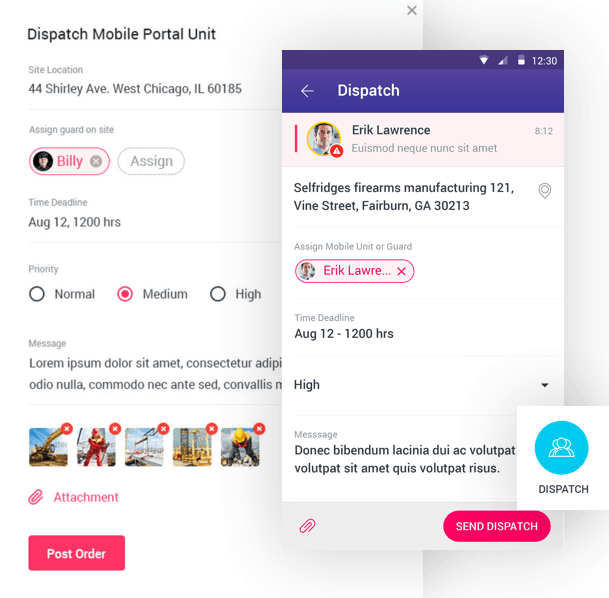 Dispatch Mobile Portal Unit
Site Location
44 Shirley Ave. West Chicago, IL 60185
Assign guard on site
Billy
Assign
Time Deadline
Aug 12, 1200 hrs
Priority
Normal
Medium
High
Message
Lorem ipsum dolor sit amet, consectetur adipi
odio nulla, commodo nec ante sed, convallis m
Attachment
Post Order
12:30
Dispatch
Erik Lawrence
8:12
Euismod neque nunc sit amet
Selfridges firearms manufacturing 121,
Vine Street, Fairburn, GA 30213
Assign Mobile Unit or Guard
Erik Lawre...
Time Deadline
Aug 12 - 1200 hrs
High
Messsage
Donec bibendum lacinia dui ac volutpat
volutpat sit amet quis volutpat risus.
SEND DISPATCH
DISPATCH